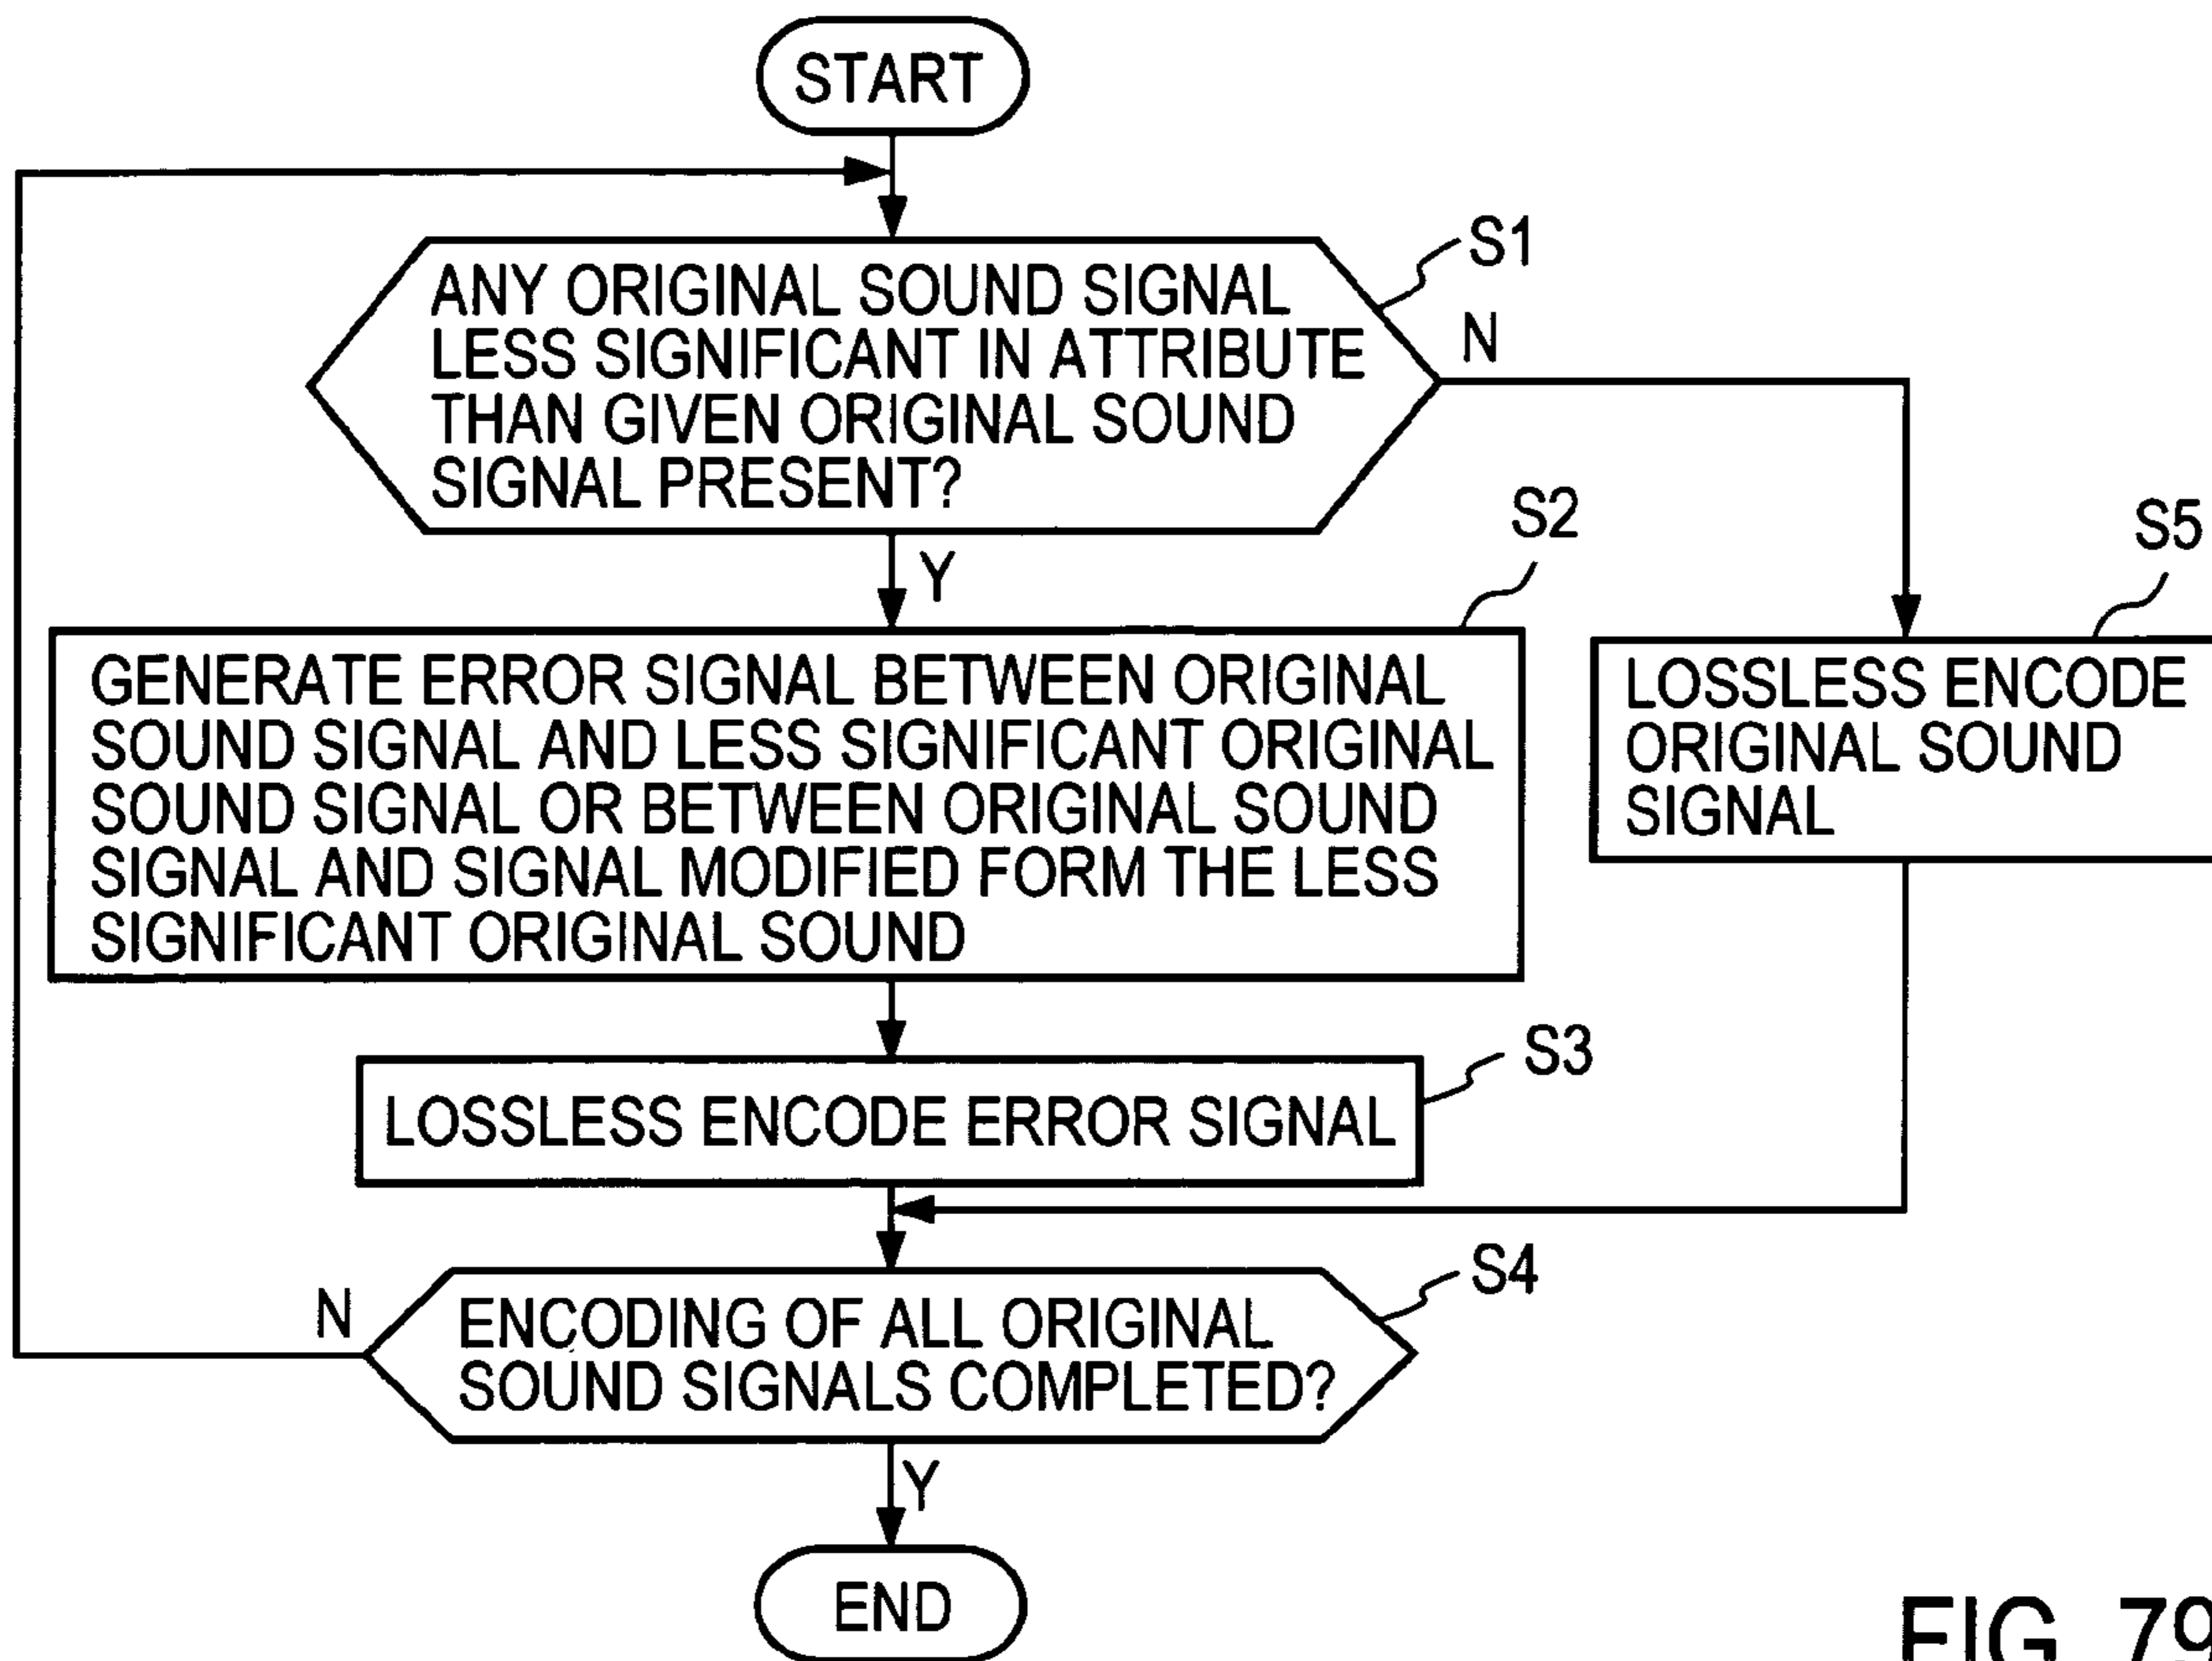 START
ANY ORIGINAL SOUND SIGNAL
LESS SIGNIFICANT IN ATTRIBUTE
THAN GIVEN ORIGINAL SOUND
SIGNAL PRESENT?
S1
N
Y
S2
GENERATE ERROR SIGNAL BETWEEN ORIGINAL
SOUND SIGNAL AND LESS SIGNIFICANT ORIGINAL
SOUND SIGNAL OR BETWEEN ORIGINAL SOUND
SIGNAL AND SIGNAL MODIFIED FORM THE LESS
SIGNIFICANT ORIGINAL SOUND
S5
LOSSLESS ENCODE
ORIGINAL SOUND
SIGNAL
S3
LOSSLESS ENCODE ERROR SIGNAL
S4
N
ENCODING OF ALL ORIGINAL
SOUND SIGNALS COMPLETED?
Y
END
FIG. 79